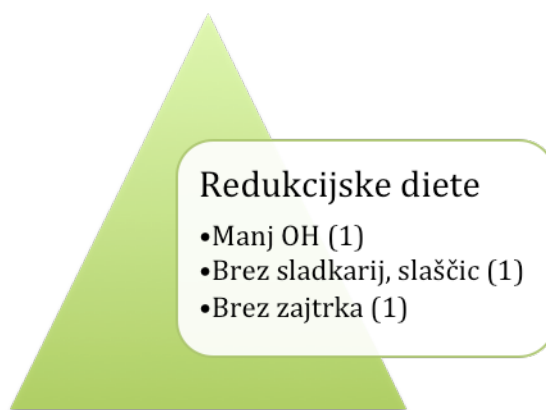 Redukcijske diete
•Manj OH (1)
•Brez sladkarij, slaščic (1)
•Brez zajtrka (1)